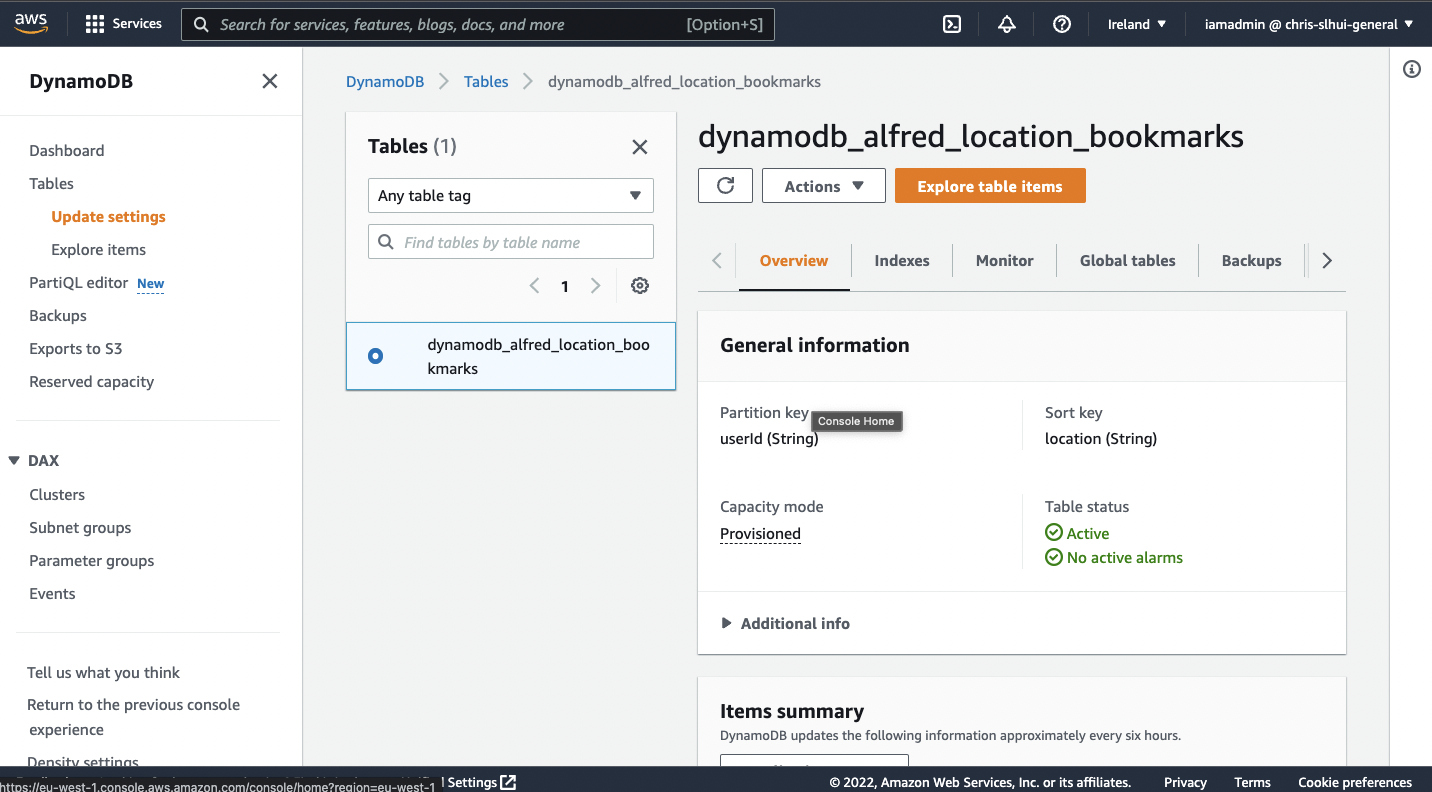 aws
Services
Search for services, features, blogs, docs, and more
[Option+S]
Ireland
iamadmin @ chris-slhui-general
DynamoDB
Dashboard
Tables
Update settings
Explore items
PartiQL editor New
Backups
Exports to S3
Reserved capacity
DAX
Clusters
Subnet groups
Parameter groups
Events
Tell us what you think
Return to the previous console
experience
Density settings
DynamoDB
Tables
dynamodb_alfred_location_bookmarks
Tables (1)
Any table tag
Find tables by table name
1
dynamodb_alfred_location_boo
kmarks
dynamodb_alfred_location_bookmarks
Actions
Explore table items
Overview
Indexes
Monitor
Global tables
Backups
General information
Partition key
Console Home
userId (String)
Sort key
location (String)
Capacity mode
Provisioned
Table status
Active
No active alarms
Additional info
Items summary
DynamoDB updates the following information approximately every six hours.
Settings
© 2022, Amazon Web Services, Inc. or its affiliates.
Privacy
Terms
Cookie preferences
https://eu-west-1.console.aws.amazon.com/console/home?region=eu-west-1